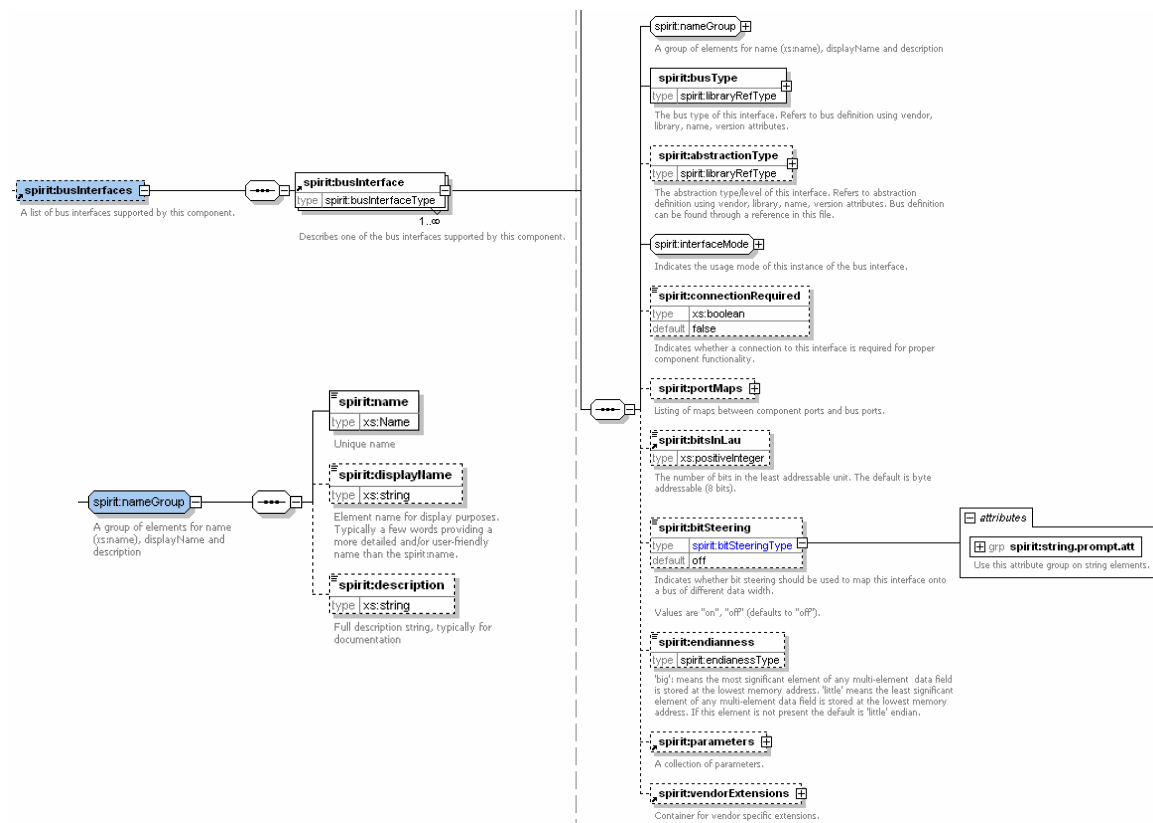 spirit:busInterfaces
A list of bus interfaces supported by this component.
spirit:busInterface
type spirit:busInterfaceType
1..∞
Describes one of the bus interfaces supported by this component.
spirit:nameGroup
A group of elements for name (xs:name), displayName and
description
spirit:name
type xs:Name
Unique name
spirit:displayName
type xs:string
Element name for display purposes.
Typically a few words providing a
more detailed and/or user-friendly
name than the spirit:name.
spirit:description
type xs:string
Full description string, typically for
documentation
spirit:nameGroup
A group of elements for name (xs:name), displayName and description
spirit:busType
type spirit:libraryRefType
The bus type of this interface. Refers to bus definition using vendor,
library, name, version attributes.
spirit:abstractionType
type spirit:libraryRefType
The abstraction type/level of this interface. Refers to abstraction
definition using vendor, library, name, version attributes. Bus definition
can be found through a reference in this file.
spirit:interfaceMode
Indicates the usage mode of this instance of the bus interface.
spirit:connectionRequired
type xs:boolean
default false
Indicates whether a connection to this interface is required for proper
component functionality.
spirit:portMaps
Listing of maps between component ports and bus ports.
spirit:bitsInLau
type xs:positiveInteger
The number of bits in the least addressable unit. The default is byte
addressable (8 bits).
spirit:bitSteering
type spirit:bitSteeringType
default off
Indicates whether bit steering should be used to map this interface onto
a bus of different data width.
Values are "on", "off" (defaults to "off").
attributes
grp spirit:string.prompt.att
Use this attribute group on string elements.
spirit:endianness
type spirit:endianessType
'big': means the most significant element of any multi-element data field
is stored at the lowest memory address. 'little' means the least significant
element of any multi-element data field is stored at the lowest memory
address. If this element is not present the default is 'little' endian.
spirit:parameters
A collection of parameters.
spirit:vendorExtensions
Container for vendor specific extensions.